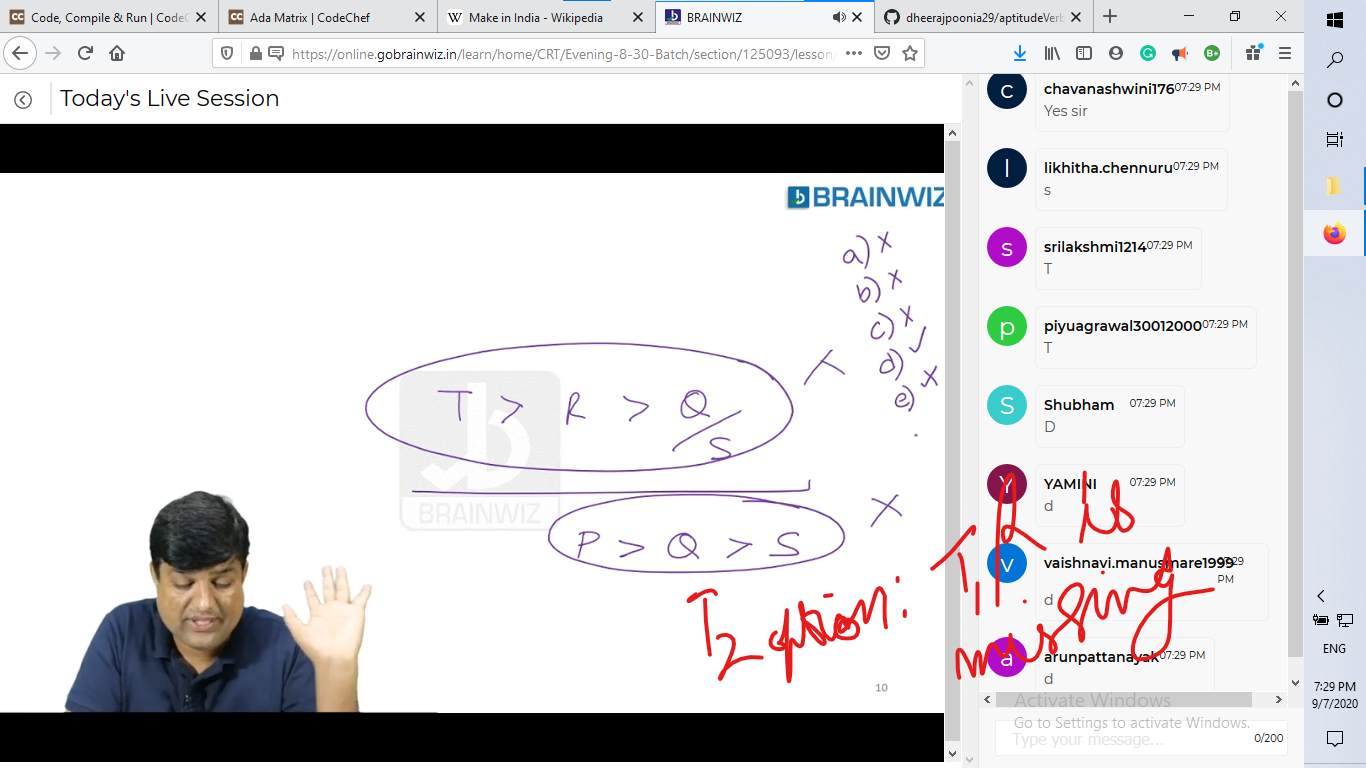 Code, Compile & Run | CodeC
Ada Matrix | CodeChef
Make in India - Wikipedia
BRAINWIZ
dheerajpoonia29/aptitudeVerb
https://online.gobrainwiz.in/learn/home/CRT/Evening-8-30-Batch/section/125093/lesson/
Today's Live Session
BRAINWIZ
a) x
b) x
c) x
d) ✓
e) x
T > R > Q/S
BRAINWIZ
P > Q > S
T2 option: T,P. R is
missing
10
chavanashwini176 07:29 PM
Yes sir
likhitha.chennuru 07:29 PM
s
srilakshmi1214 07:29 PM
T
piyuagrawal30012000 07:29 PM
T
Shubham 07:29 PM
D
YAMINI 07:29 PM
d
vaishnavi.manusmare1999 07:29 PM
d
arunpattanayak 07:29 PM
d
Activate Windows
Go to Settings to activate Windows.
Type your message...
0/200
ENG
7:29 PM
9/7/2020